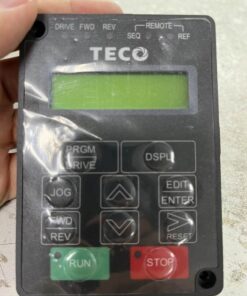 DRIVE FWD REV REMOTE
SEQ REF
TECO
PRGM
DRIVE
DSPL
JOG
EDIT
ENTER
FWD
REV
RESET
RUN
STOP